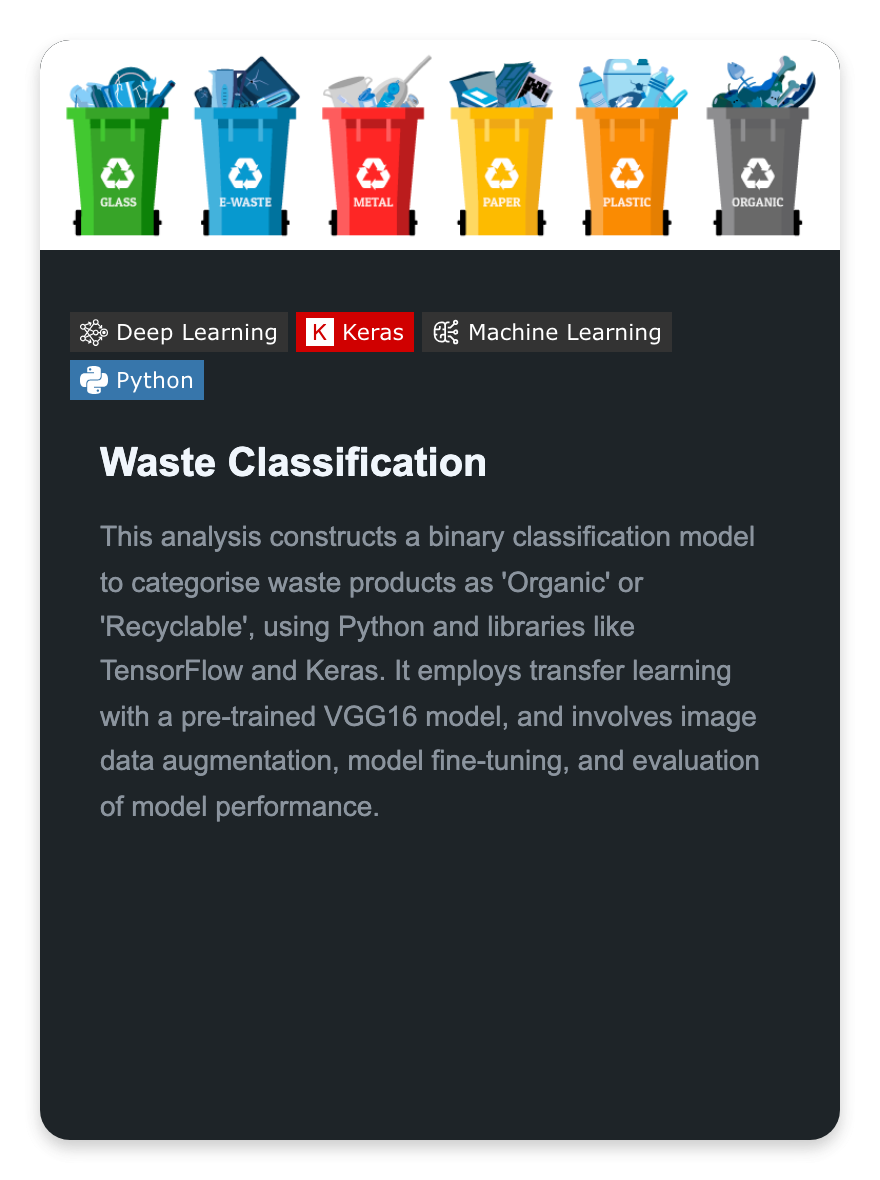 GLASS E-WASTE METAL PAPER PLASTIC ORGANIC
Deep Learning K Keras Machine Learning
Python
Waste Classification
This analysis constructs a binary classification model
to categorise waste products as 'Organic' or
'Recyclable', using Python and libraries like
TensorFlow and Keras. It employs transfer learning
with a pre-trained VGG16 model, and involves image
data augmentation, model fine-tuning, and evaluation
of model performance.